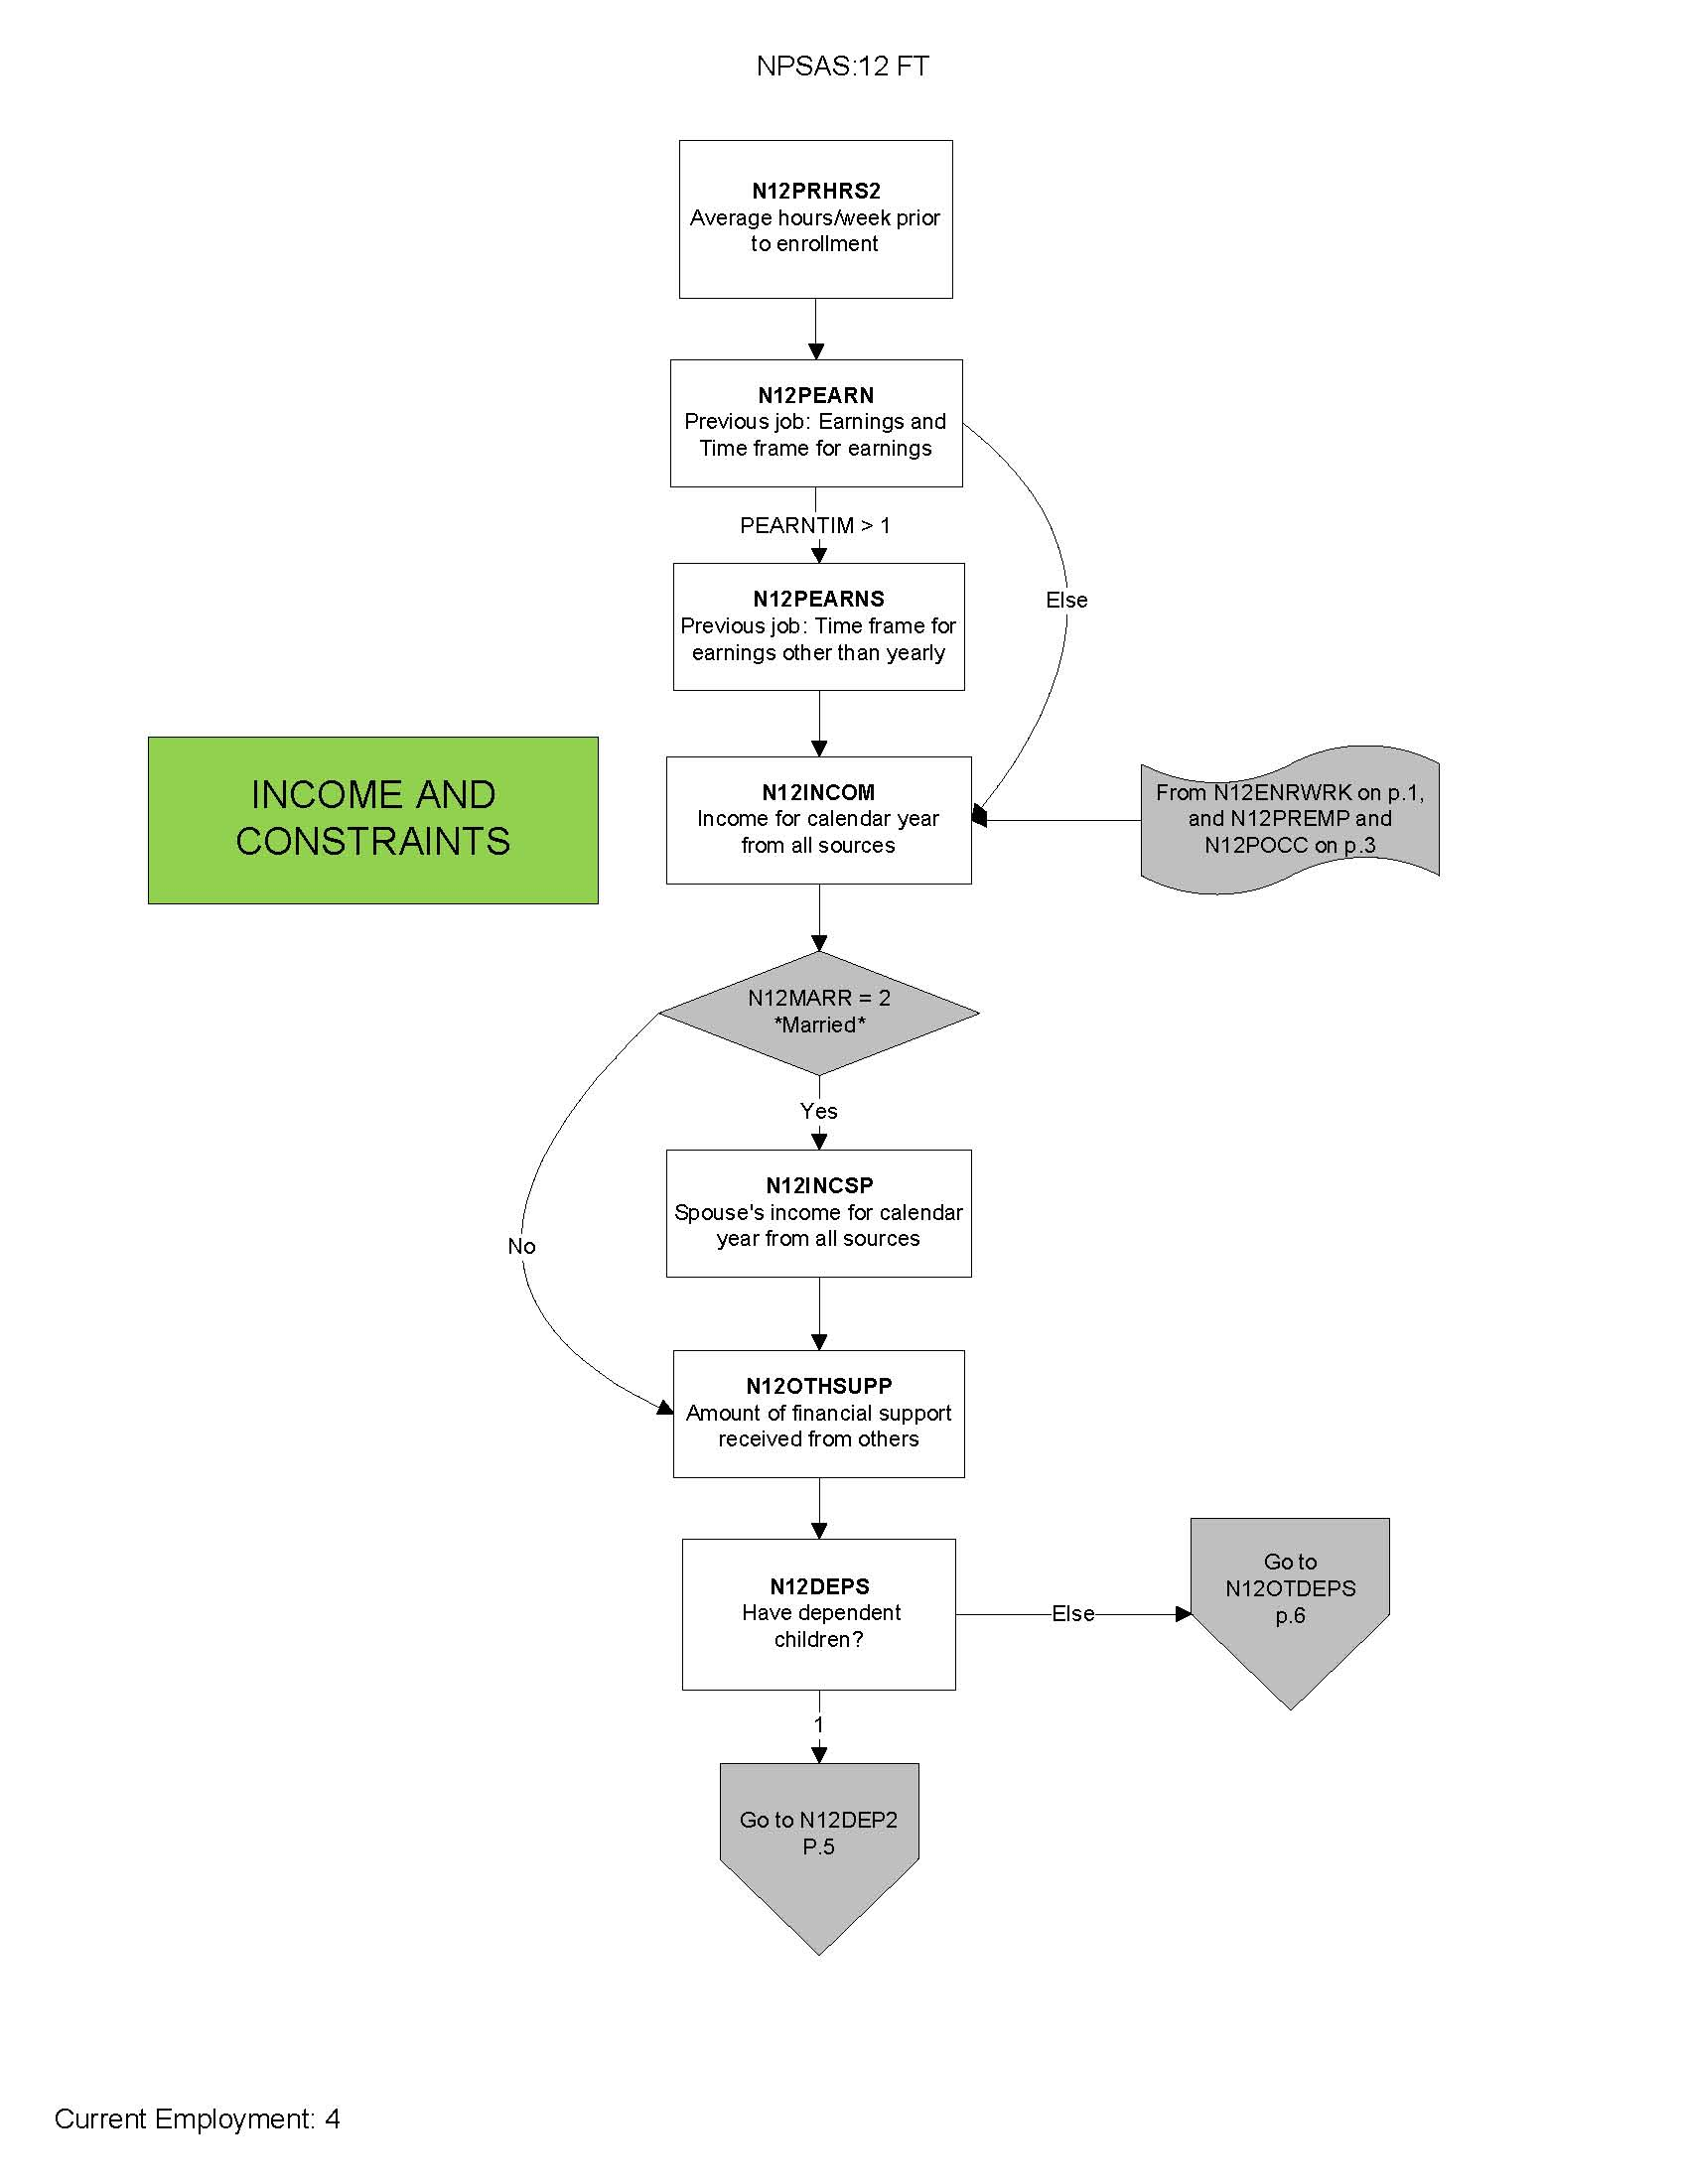 NPSAS:12 FT
N12PRHRS2
Average hours/week prior
to enrollment
N12PEARN
Previous job: Earnings and
Time frame for earnings
PEARNTIM > 1
N12PEARNS
Previous job: Time frame for
earnings other than yearly
Else
INCOME AND
CONSTRAINTS
N12INCOM
Income for calendar year
from all sources
From N12ENRWRK on p.1,
and N12PREMP and
N12POCC on p.3
N12MARR = 2
*Married*
Yes
No
N12INCSP
Spouse's income for calendar
year from all sources
N12OTHSUPP
Amount of financial support
received from others
N12DEPS
Have dependent
children?
Else
Go to
N12OTDEPS
p.6
1
Go to N12DEP2
P.5
Current Employment: 4